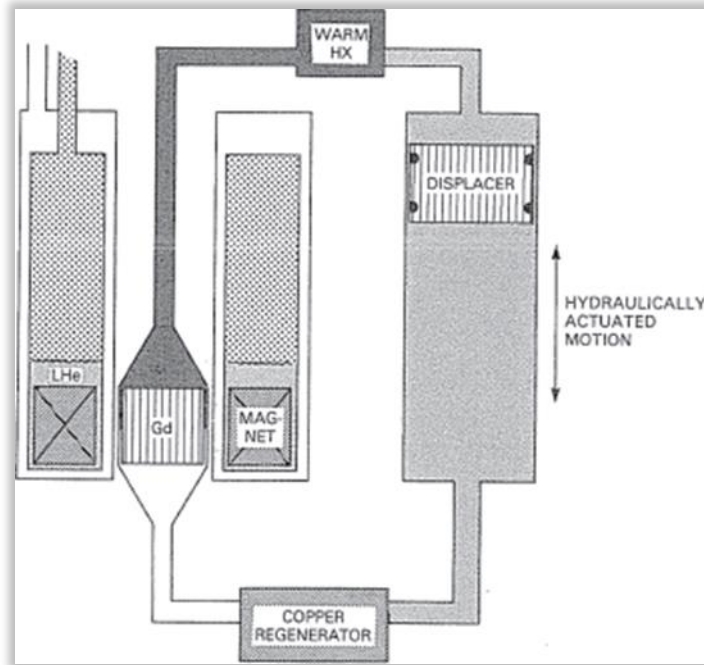 WARM
HX
DISPLACER
HYDRAULICALLY
ACTUATED
MOTION
LHe
Gd
MAG-
NET
COPPER
REGENERATOR